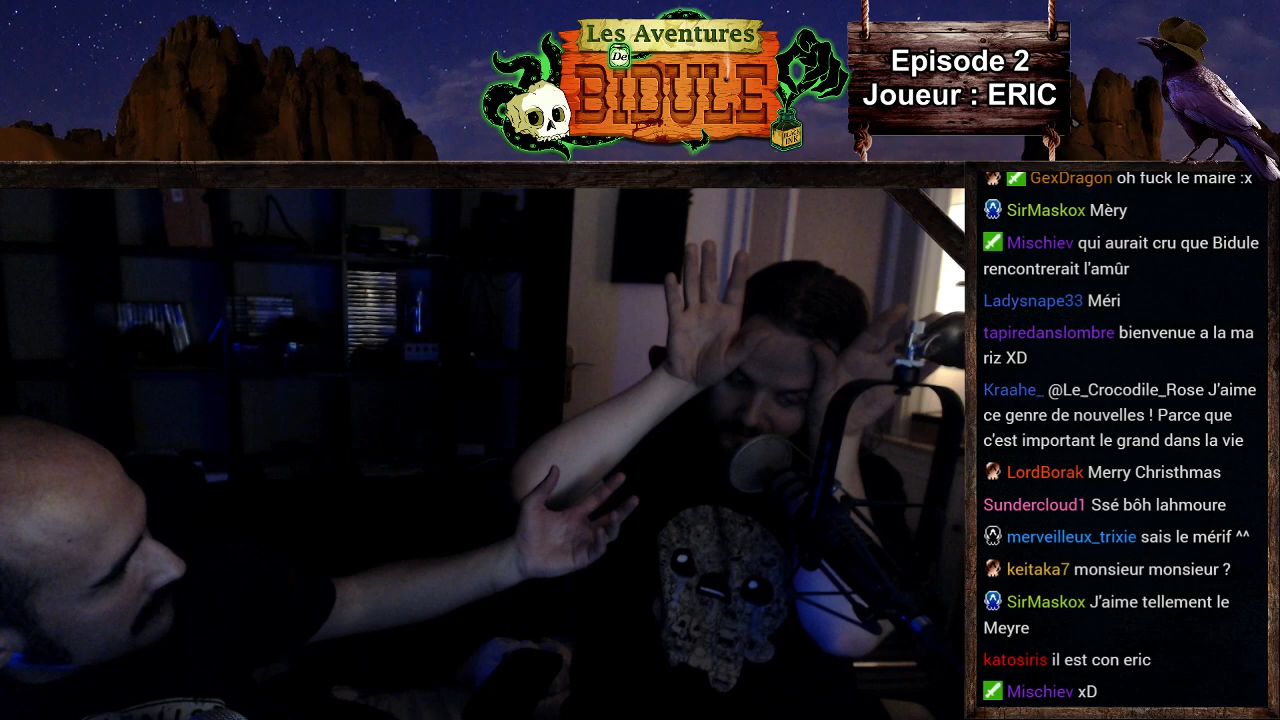 Les Aventures
De
BIDULE
BLACK
INK
Episode 2
Joueur : ERIC
GexDragon oh fuck le maire :x
SirMaskox Mèry
Mischiev qui aurait cru que Bidule
rencontrerait l'amûr
Ladysnape33 Méri
tapiredanslombre bienvenue a la ma
riz XD
Kraahe_ @Le_Crocodile_Rose J'aime
ce genre de nouvelles ! Parce que
c'est important le grand dans la vie
LordBorak Merry Christhmas
Sundercloud1 Ssé bôh lahmoure
merveilleux_trixie sais le mérif ^^
keitaka7 monsieur monsieur ?
SirMaskox J'aime tellement le
Meyre
katosiris il est con eric
Mischiev xD